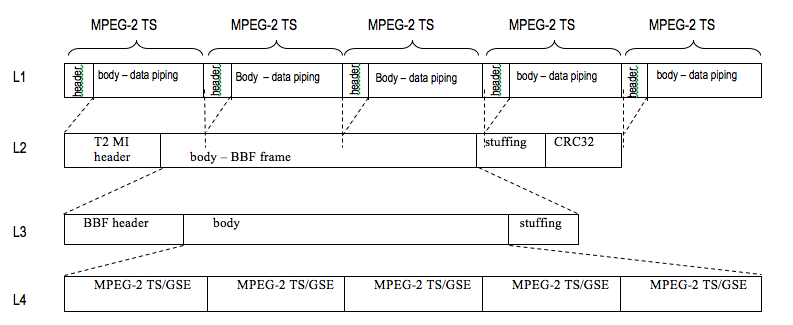 MPEG-2 TS MPEG-2 TS MPEG-2 TS MPEG-2 TS MPEG-2 TS
L1 header body – data piping header Body – data piping header Body – data piping header body – data piping header body – data piping
L2 T2 MI header body – BBF frame stuffing CRC32
L3 BBF header body stuffing
L4 MPEG-2 TS/GSE MPEG-2 TS/GSE MPEG-2 TS/GSE MPEG-2 TS/GSE MPEG-2 TS/GSE